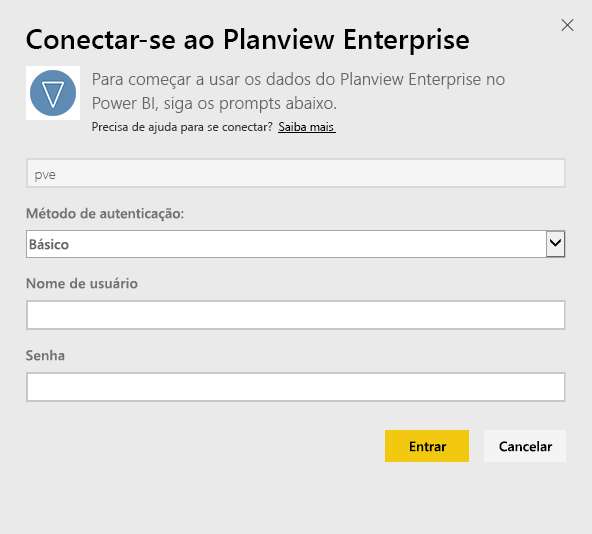 Conectar-se ao Planview Enterprise
Para começar a usar os dados do Planview Enterprise no
Power BI, siga os prompts abaixo.
Precisa de ajuda para se conectar? Saiba mais
pve
Método de autenticação:
Básico
Nome de usuário
Senha
Entrar Cancelar